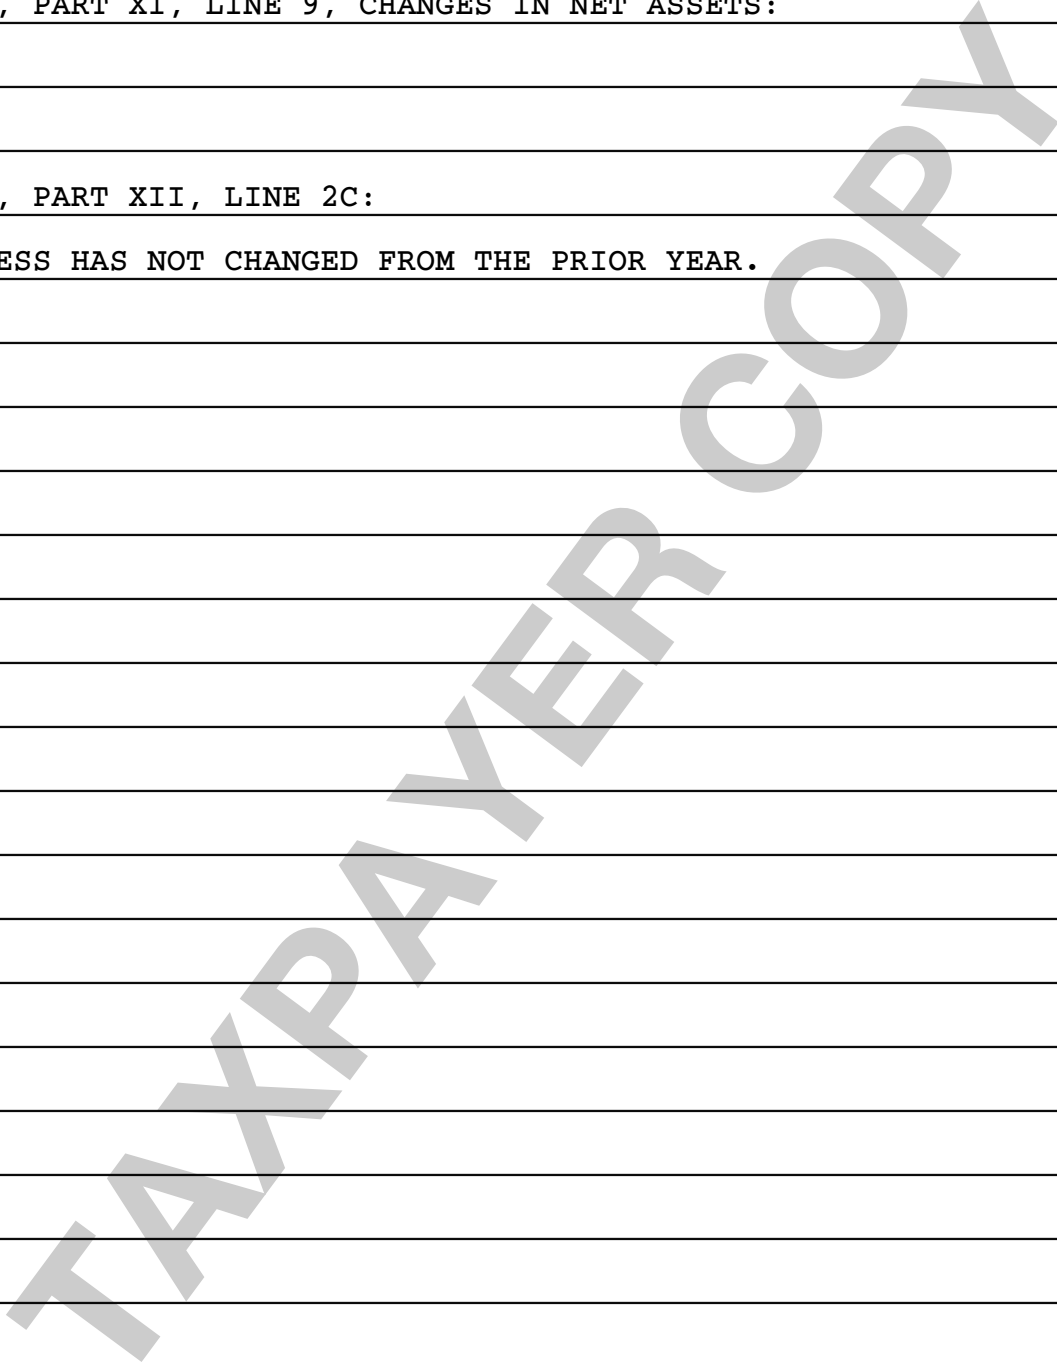 , PART XI, LINE 9, CHANGES IN NET ASSETS:
, PART XII, LINE 2C:
ESS HAS NOT CHANGED FROM THE PRIOR YEAR.
TAXPAYER COPY